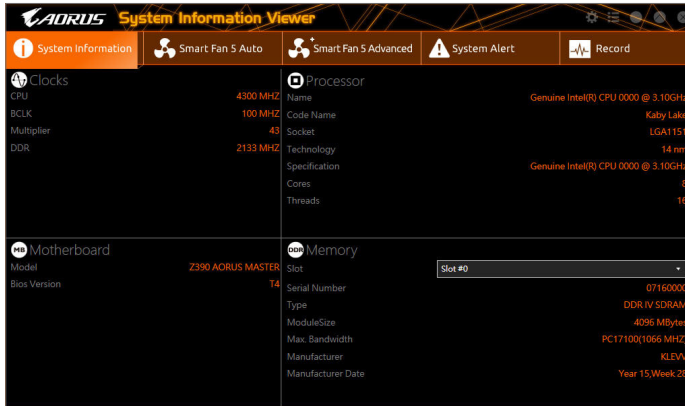 AORUS System Information Viewer
System Information
Smart Fan 5 Auto
Smart Fan 5 Advanced
System Alert
Record
Clocks
CPU 4300 MHZ
BCLK 100 MHZ
Multiplier 43
DDR 2133 MHZ
Processor
Name Genuine Intel(R) CPU 0000 @ 3.10GHz
Code Name Kaby Lake
Socket LGA1151
Technology 14 nm
Specification Genuine Intel(R) CPU 0000 @ 3.10GHz
Cores 8
Threads 16
MB Motherboard
Model Z390 AORUS MASTER
Bios Version T4
DDR Memory
Slot Slot #0
Serial Number 07160000
Type DDR IV SDRAM
ModuleSize 4096 MBytes
Max. Bandwidth PC17100(1066 MHZ)
Manufacturer KLEVV
Manufacturer Date Year 15,Week 28